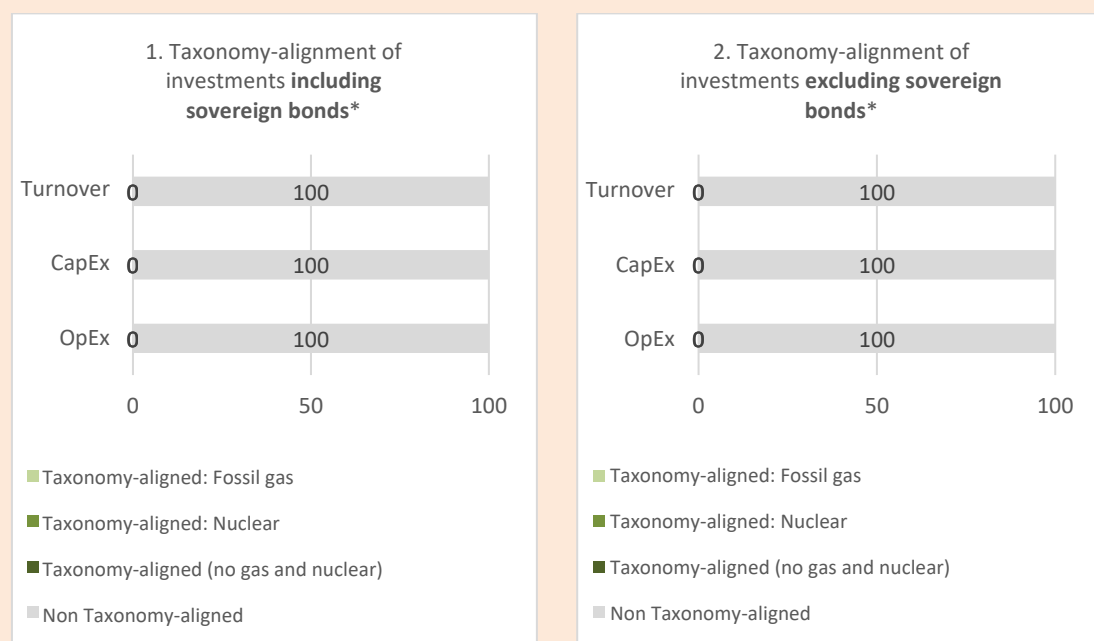 1. Taxonomy-alignment of
investments including
sovereign bonds*
Turnover 0 100
CapEx 0 100
OpEx 0 100
0 50 100
Taxonomy-aligned: Fossil gas
Taxonomy-aligned: Nuclear
Taxonomy-aligned (no gas and nuclear)
Non Taxonomy-aligned
2. Taxonomy-alignment of
investments excluding sovereign
bonds*
Turnover 0 100
CapEx 0 100
OpEx 0 100
0 50 100
Taxonomy-aligned: Fossil gas
Taxonomy-aligned: Nuclear
Taxonomy-aligned (no gas and nuclear)
Non Taxonomy-aligned